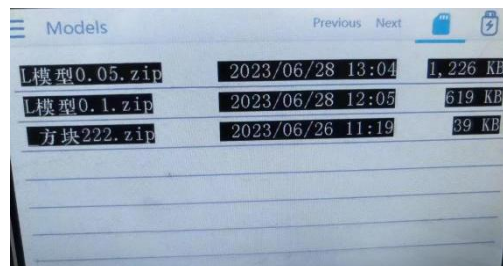 Models Previous Next
L模型0.05.zip 2023/06/28 13:04 1,226 KB
L模型0.1.zip 2023/06/28 12:05 619 KB
方块222.zip 2023/06/26 11:19 39 KB